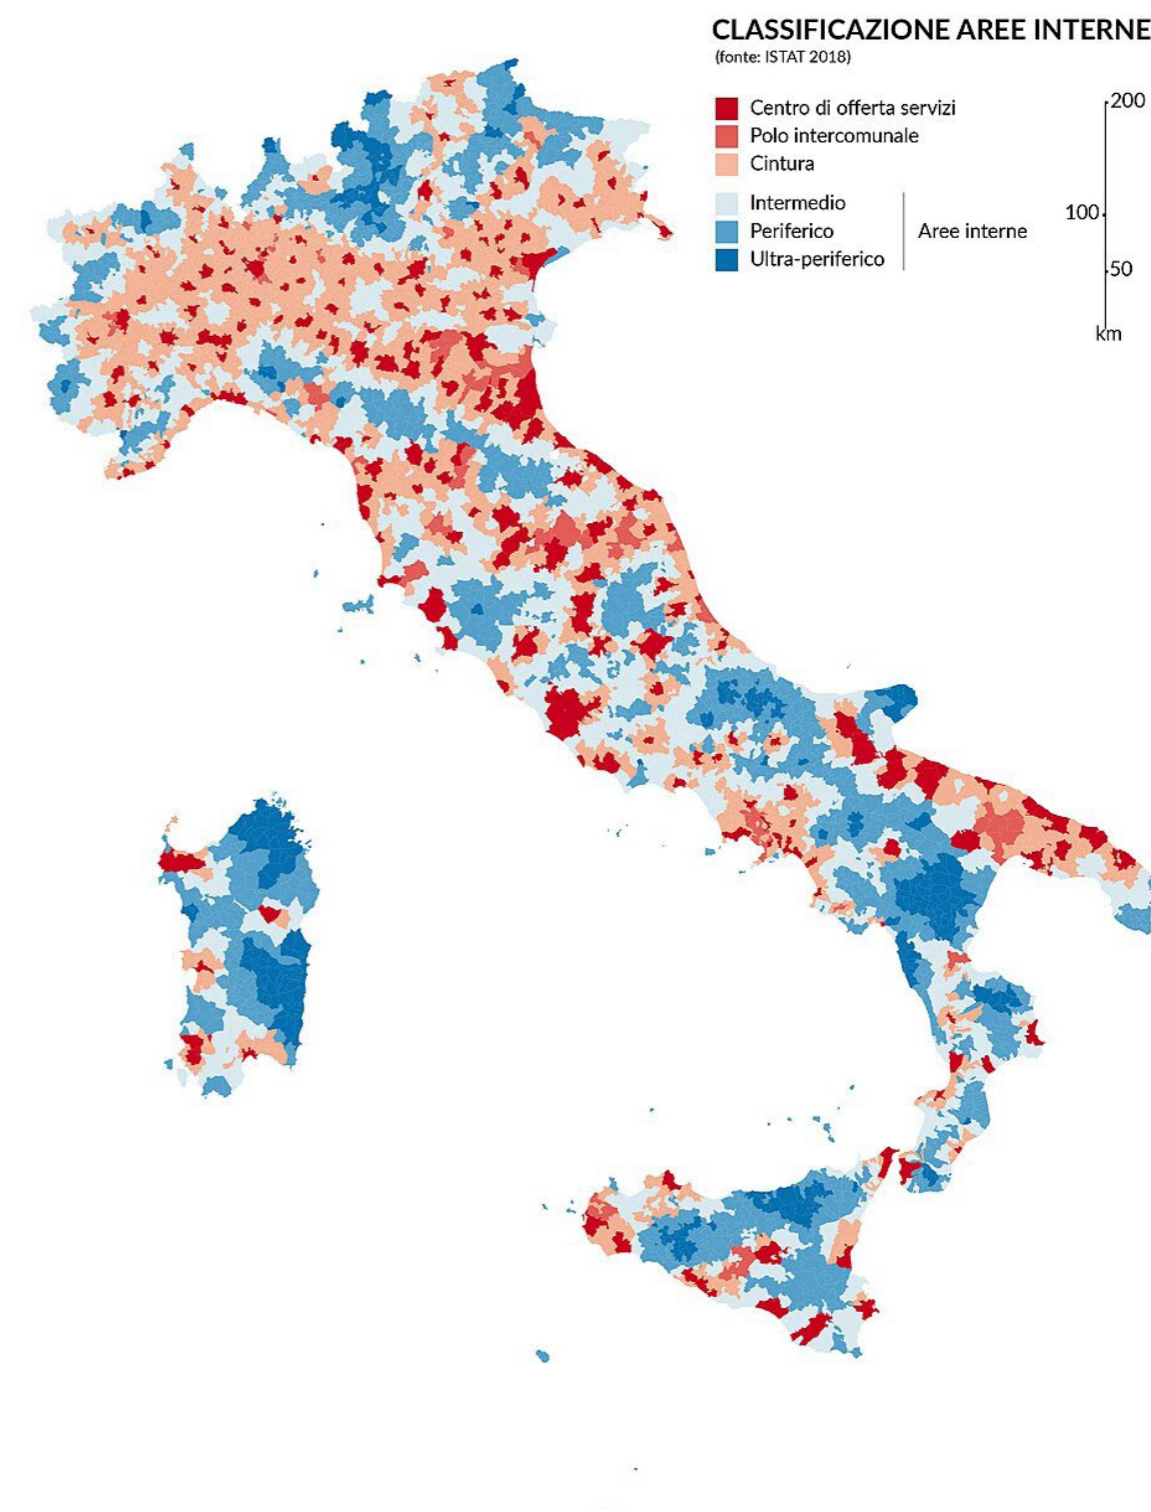 CLASSIFICAZIONE AREE INTERNE
(fonte: ISTAT 2018)
Centro di offerta servizi
Polo intercomunale
Cintura
Intermedio
Periferico
Ultra-periferico
Aree interne
200
100
50
km